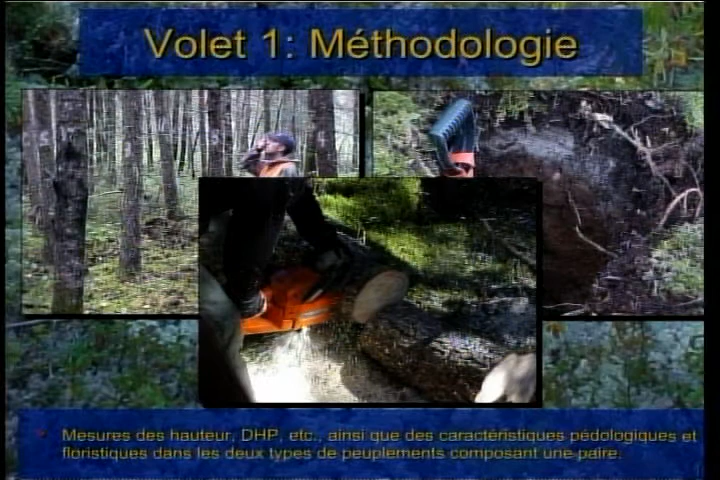 Volet 1: Méthodologie
Mesures des hauteur, DHP, etc., ainsi que des caractéristiques pédologiques et
floristiques dans les deux types de peuplements composant une paire.